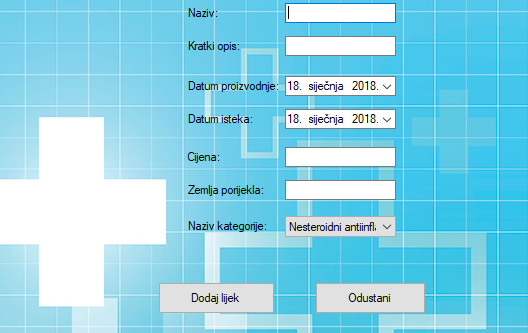 Naziv:
Kratki opis:
Datum proizvodnje: 18. siječnja 2018.
Datum isteka: 18. siječnja 2018.
Cijena:
Zemlja porijekla:
Naziv kategorije: Nesteroidni antiinfl
Dodaj lijek Odustani